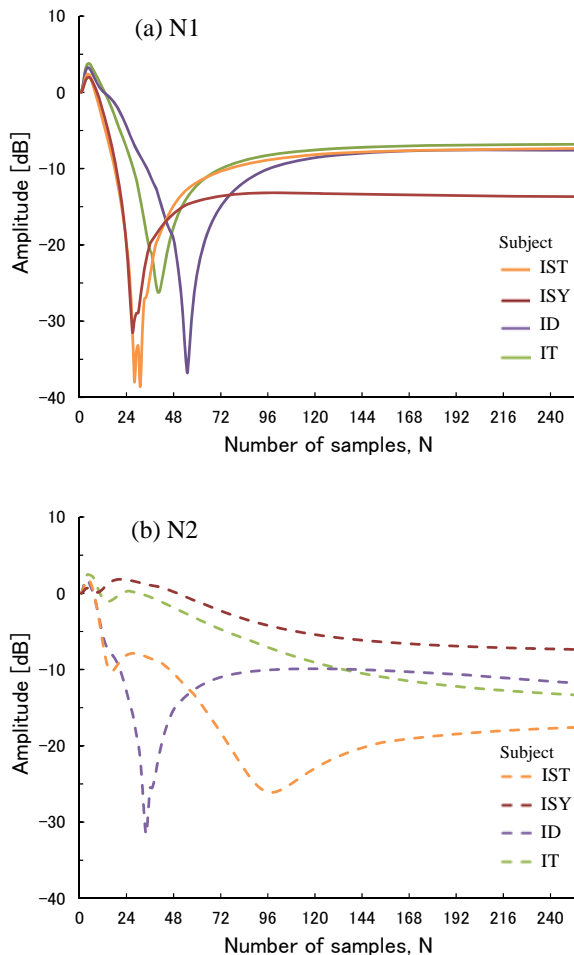 (a) N1
10
0
−10
−20
−30
−40
Amplitude [dB]
Subject
IST
ISY
ID
IT
0 24 48 72 96 120 144 168 192 216 240
Number of samples, N
(b) N2
10
0
−10
−20
−30
−40
Amplitude [dB]
Subject
IST
ISY
ID
IT
0 24 48 72 96 120 144 168 192 216 240
Number of samples, N